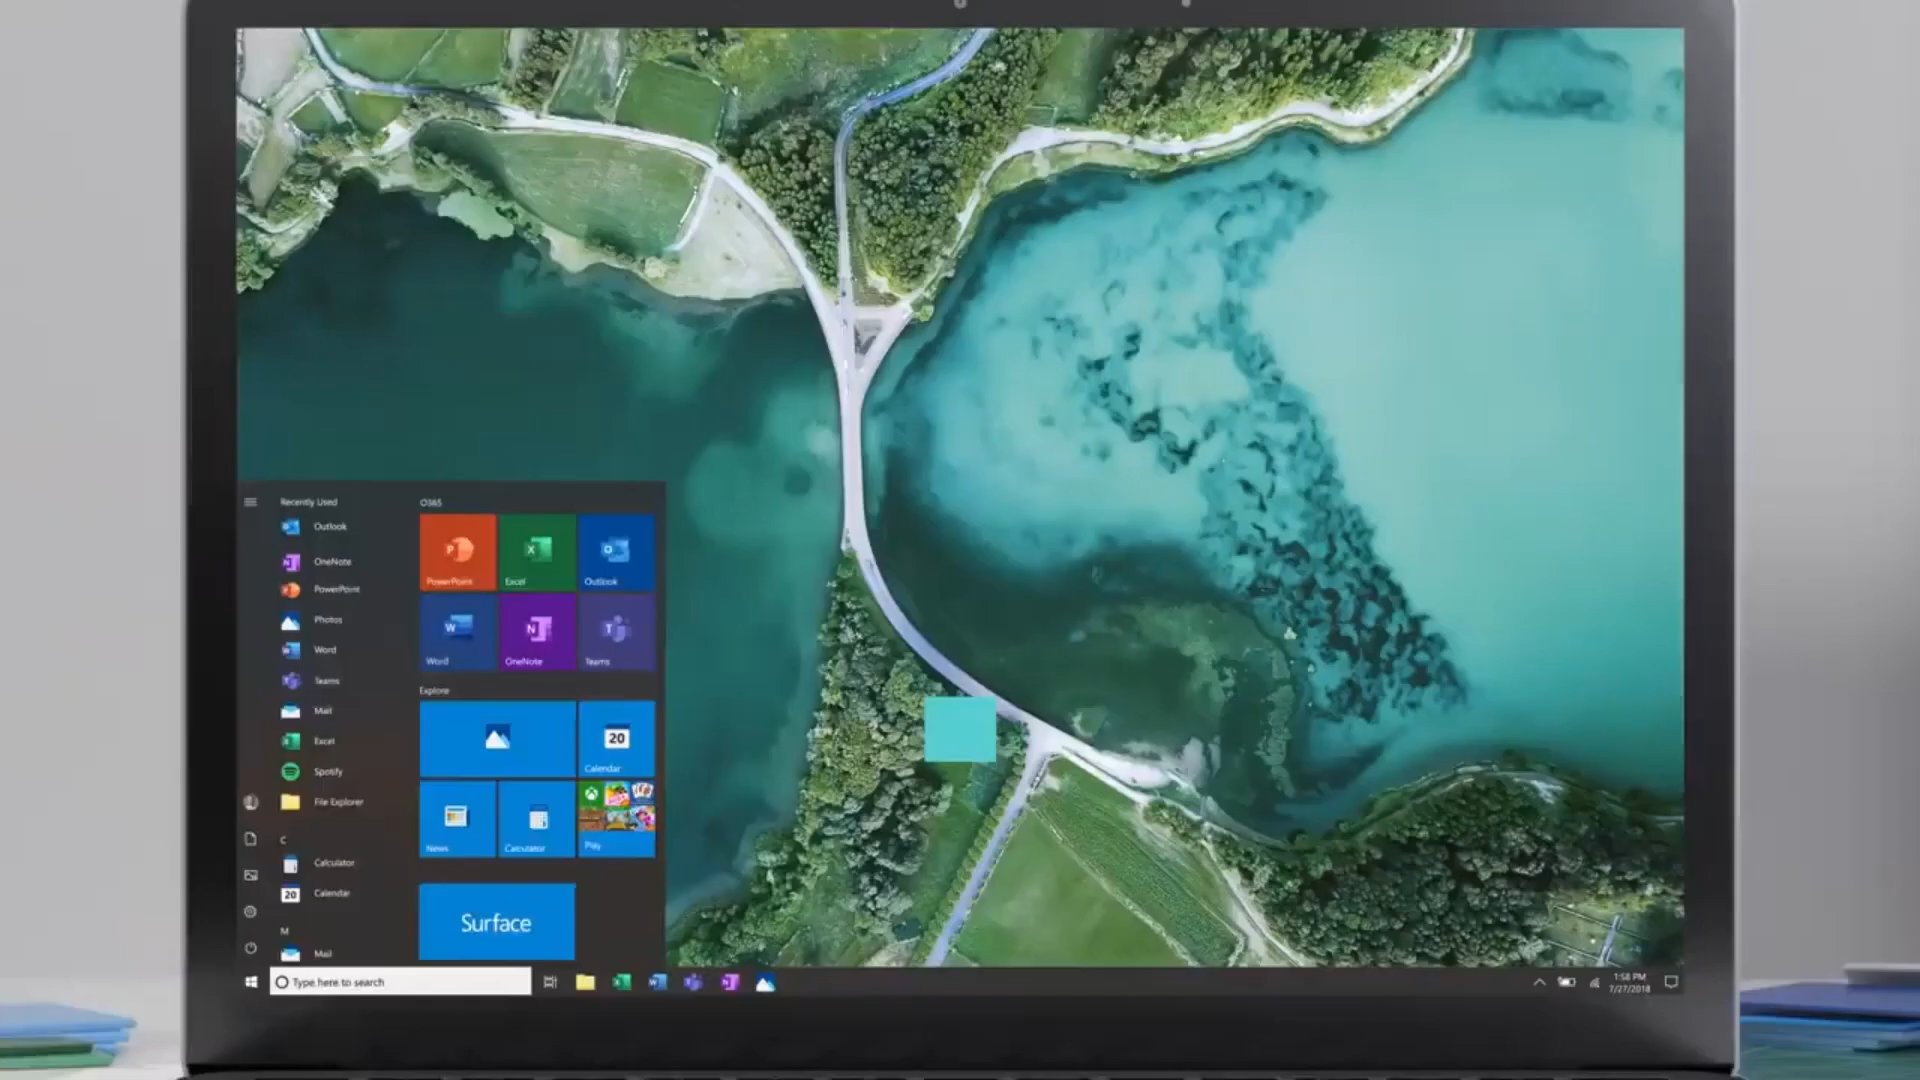 Recently Used
Outlook
OneNote
PowerPoint
Photos
Word
Teams
Mail
Excel
Spotify
File Explorer
C
Calculator
20
Calendar
M
Mail
O365
P
PowerPoint
X
Excel
O
Outlook
W
Word
N
OneNote
T
Teams
Explore
20
Calendar
News
Calculator
Play
Surface
Type here to search
1:58 PM
7/27/2018